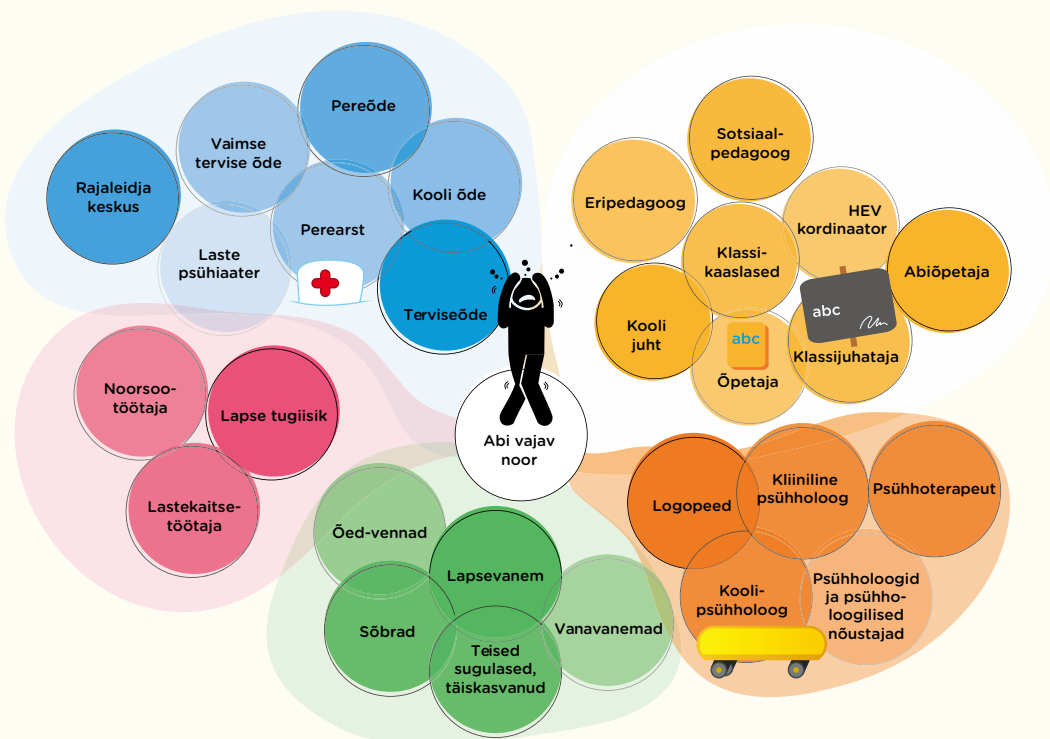 Pereõde
Vaimse
tervise õde
Rajaleidja
keskus
Kooli õde
Perearst
Laste
psühiaater
Terviseõde
Sotsiaal-
pedagoog
Eripedagoog
HEV
kordinaator
Klassi-
kaaslased
Abiõpetaja
Kooli
juht
abc
abc
Klassijuhataja
Õpetaja
Noorsoo-
töötaja
Lapse tugiisik
Lastekaitse-
töötaja
Abi vajav
noor
Õed-vennad
Lapsevanem
Sõbrad
Vanavanemad
Teised
sugulased,
täiskasvanud
Logopeed
Kliiniline
psühholoog
Psühhoterapeut
Kooli-
psühholoog
Psühholoogid
ja psühho-
loogilised
nõustajad